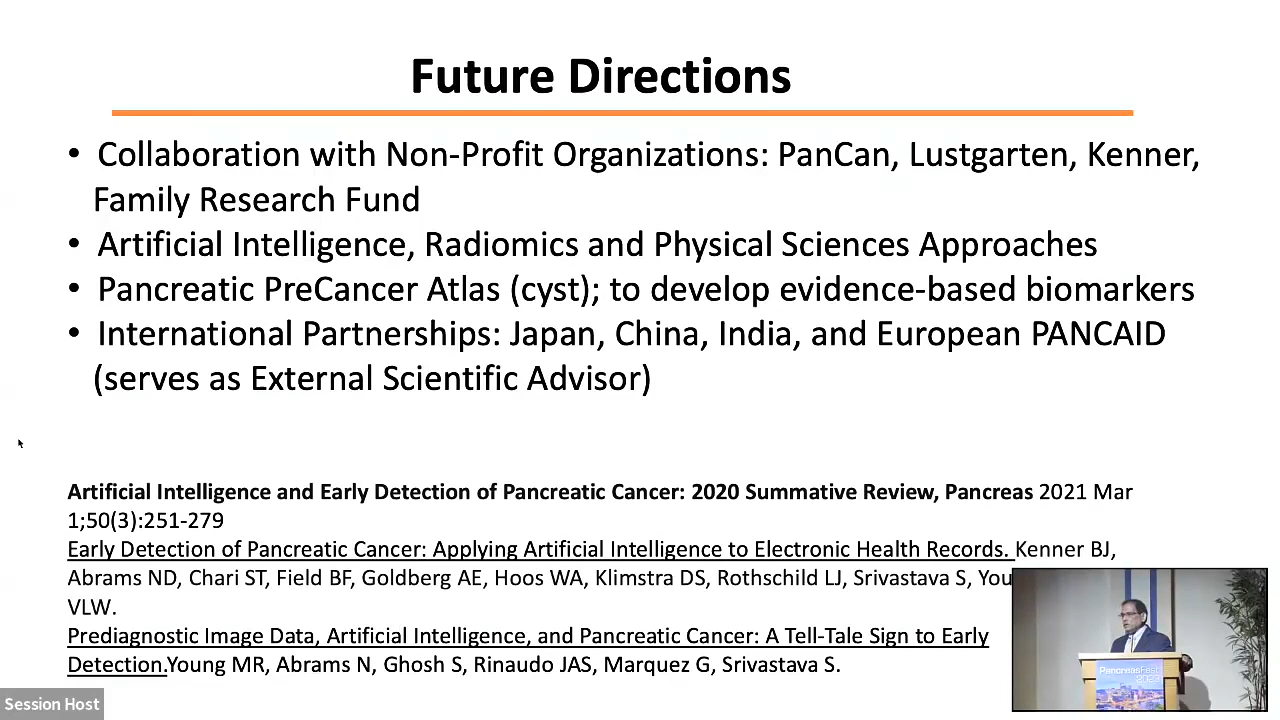 Future Directions
• Collaboration with Non-Profit Organizations: PanCan, Lustgarten, Kenner,
Family Research Fund
• Artificial Intelligence, Radiomics and Physical Sciences Approaches
• Pancreatic PreCancer Atlas (cyst); to develop evidence-based biomarkers
• International Partnerships: Japan, China, India, and European PANCAID
(serves as External Scientific Advisor)
Artificial Intelligence and Early Detection of Pancreatic Cancer: 2020 Summative Review, Pancreas 2021 Mar
1;50(3):251-279
Early Detection of Pancreatic Cancer: Applying Artificial Intelligence to Electronic Health Records. Kenner BJ,
Abrams ND, Chari ST, Field BF, Goldberg AE, Hoos WA, Klimstra DS, Rothschild LJ, Srivastava S, You
VLW.
Prediagnostic Image Data, Artificial Intelligence, and Pancreatic Cancer: A Tell-Tale Sign to Early
Detection.Young MR, Abrams N, Ghosh S, Rinaudo JAS, Marquez G, Srivastava S.
PancreasFest
2023
Session Host